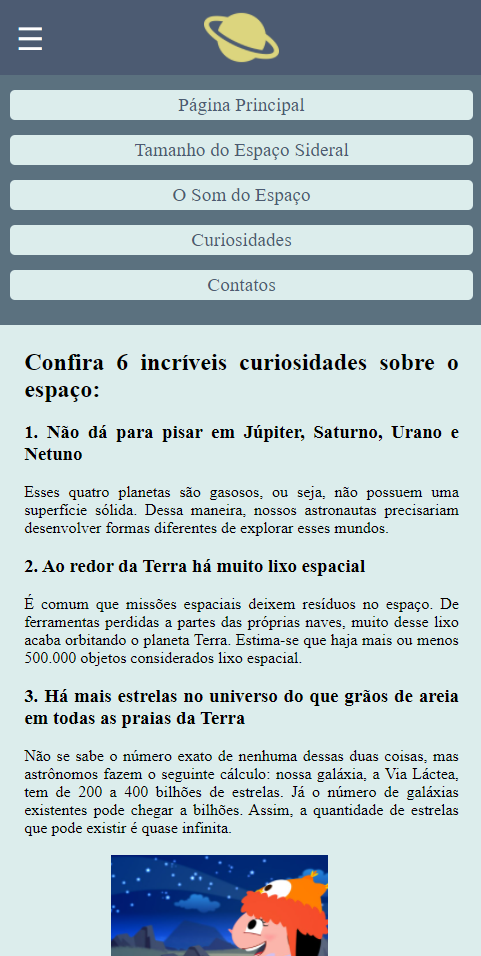 ☰
Página Principal
Tamanho do Espaço Sideral
O Som do Espaço
Curiosidades
Contatos
Confira 6 incríveis curiosidades sobre o
espaço:
1. Não dá para pisar em Júpiter, Saturno, Urano e
Netuno
Esses quatro planetas são gasosos, ou seja, não possuem uma
superfície sólida. Dessa maneira, nossos astronautas precisariam
desenvolver formas diferentes de explorar esses mundos.
2. Ao redor da Terra há muito lixo espacial
É comum que missões espaciais deixem resíduos no espaço. De
ferramentas perdidas a partes das próprias naves, muito desse lixo
acaba orbitando o planeta Terra. Estima-se que haja mais ou menos
500.000 objetos considerados lixo espacial.
3. Há mais estrelas no universo do que grãos de areia
em todas as praias da Terra
Não se sabe o número exato de nenhuma dessas duas coisas, mas
astrônomos fazem o seguinte cálculo: nossa galáxia, a Via Láctea,
tem de 200 a 400 bilhões de estrelas. Já o número de galáxias
existentes pode chegar a bilhões. Assim, a quantidade de estrelas
que pode existir é quase infinita.